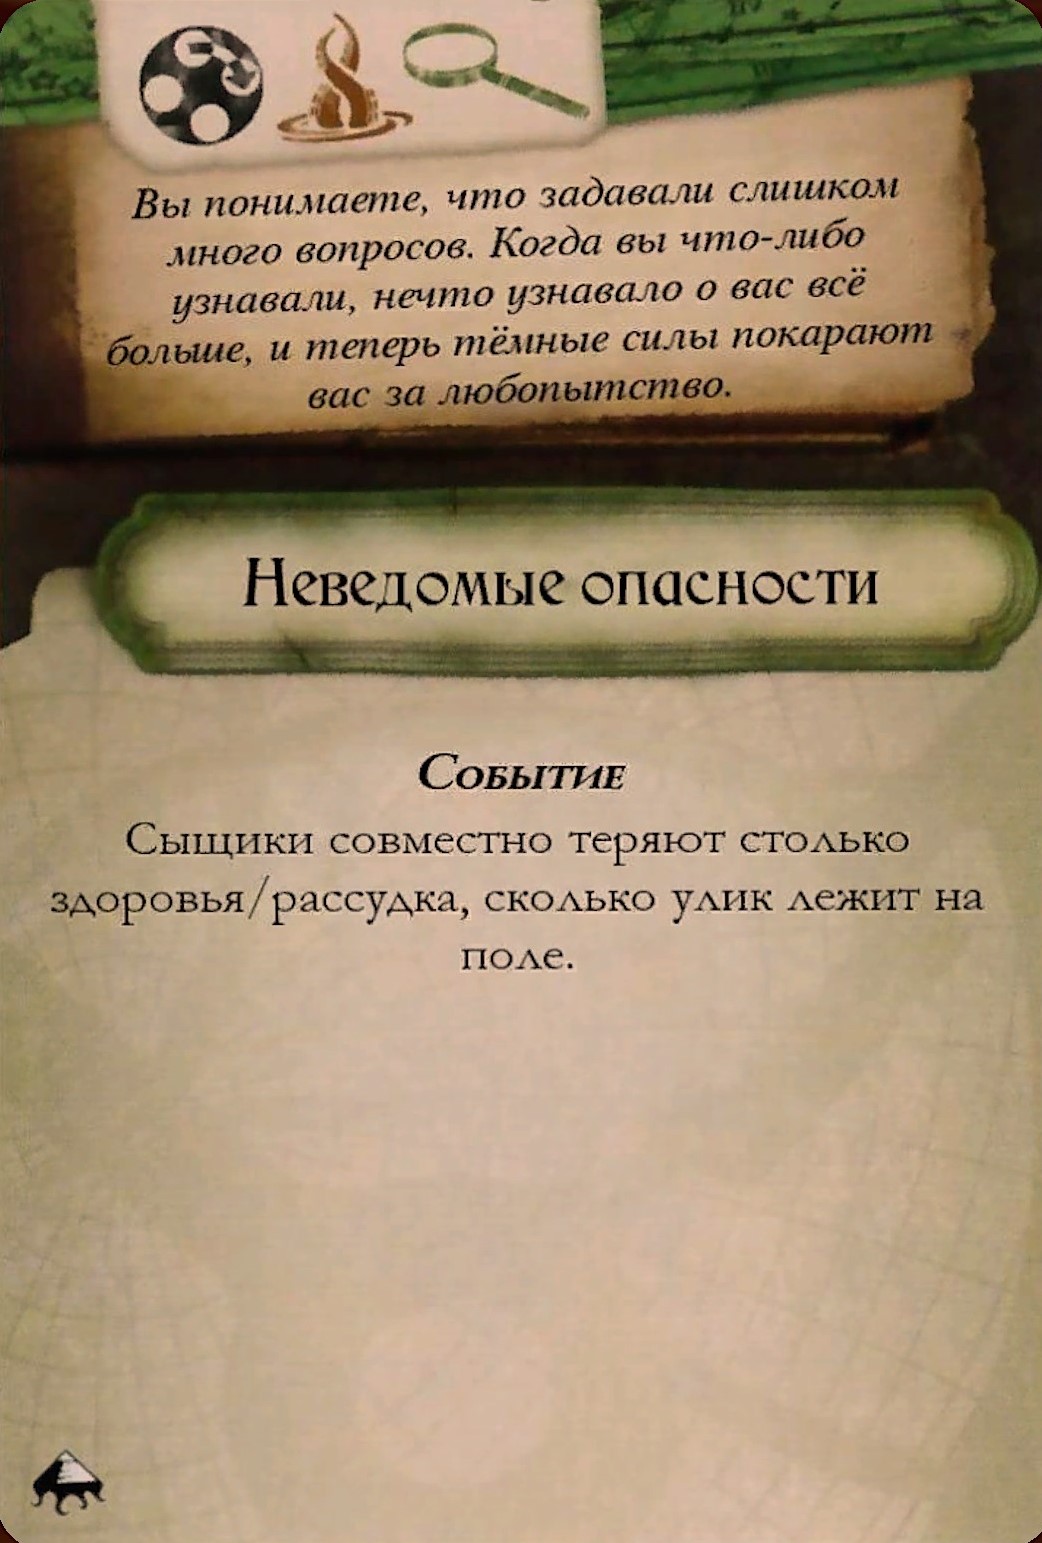 Вы понимаете, что задавали слишком
много вопросов. Когда вы что-либо
узнавали, нечто узнавало о вас всё
больше, и теперь тёмные силы покарают
вас за любопытство.
Неведомые опасности
Событие
Сыщики совместно теряют столько
здоровья/рассудка, сколько улик лежит на
поле.